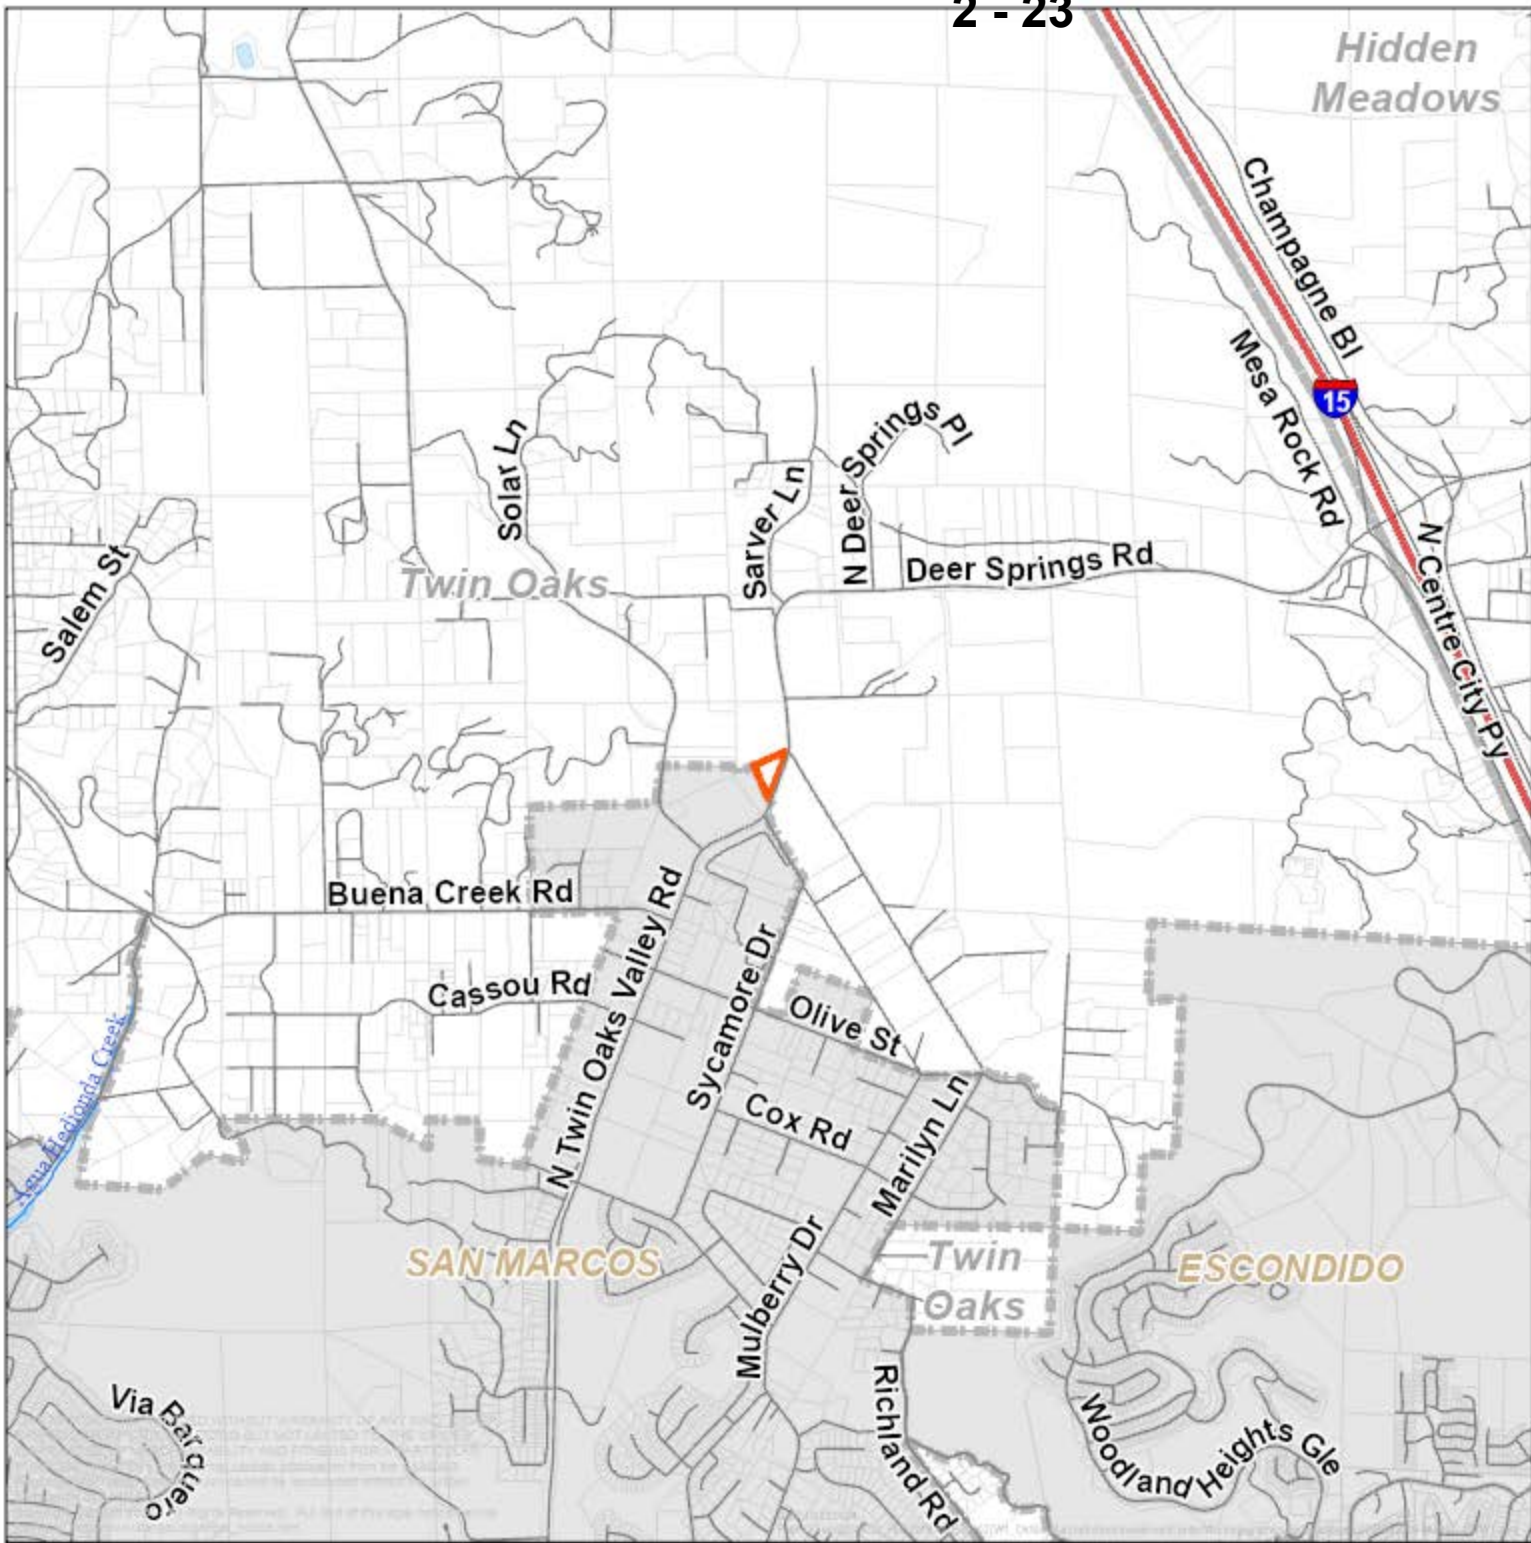 2 - 23
Hidden
Meadows
Champagne Bl
Mesa Rock Rd
15
Solar Ln
Sarver Ln
N Deer Springs Pl
Deer Springs Rd
N Centre City Py
Twin Oaks
Salem St
Buena Creek Rd
N Twin Oaks Valley Rd
Sycamore Dr
Cassou Rd
Olive St
Agua Hedionda Creek
Cox Rd
Marilyn Ln
Mulberry Dr
SAN MARCOS
Twin
Oaks
ESCONDIDO
Richland Rd
Woodland Heights Gle
Via Barquero